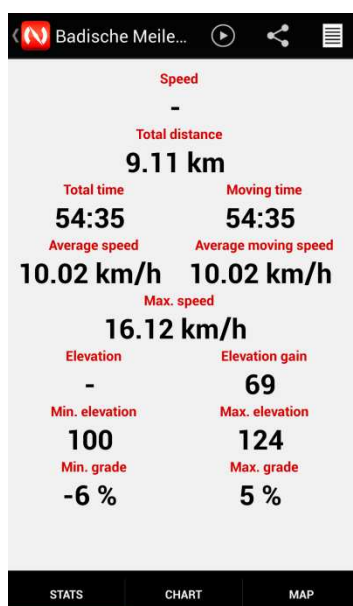 Badische Meile...
Speed
-
Total distance
9.11 km
Total time Moving time
54:35 54:35
Average speed Average moving speed
10.02 km/h 10.02 km/h
Max. speed
16.12 km/h
Elevation Elevation gain
- 69
Min. elevation Max. elevation
100 124
Min. grade Max. grade
-6 % 5 %
STATS CHART MAP